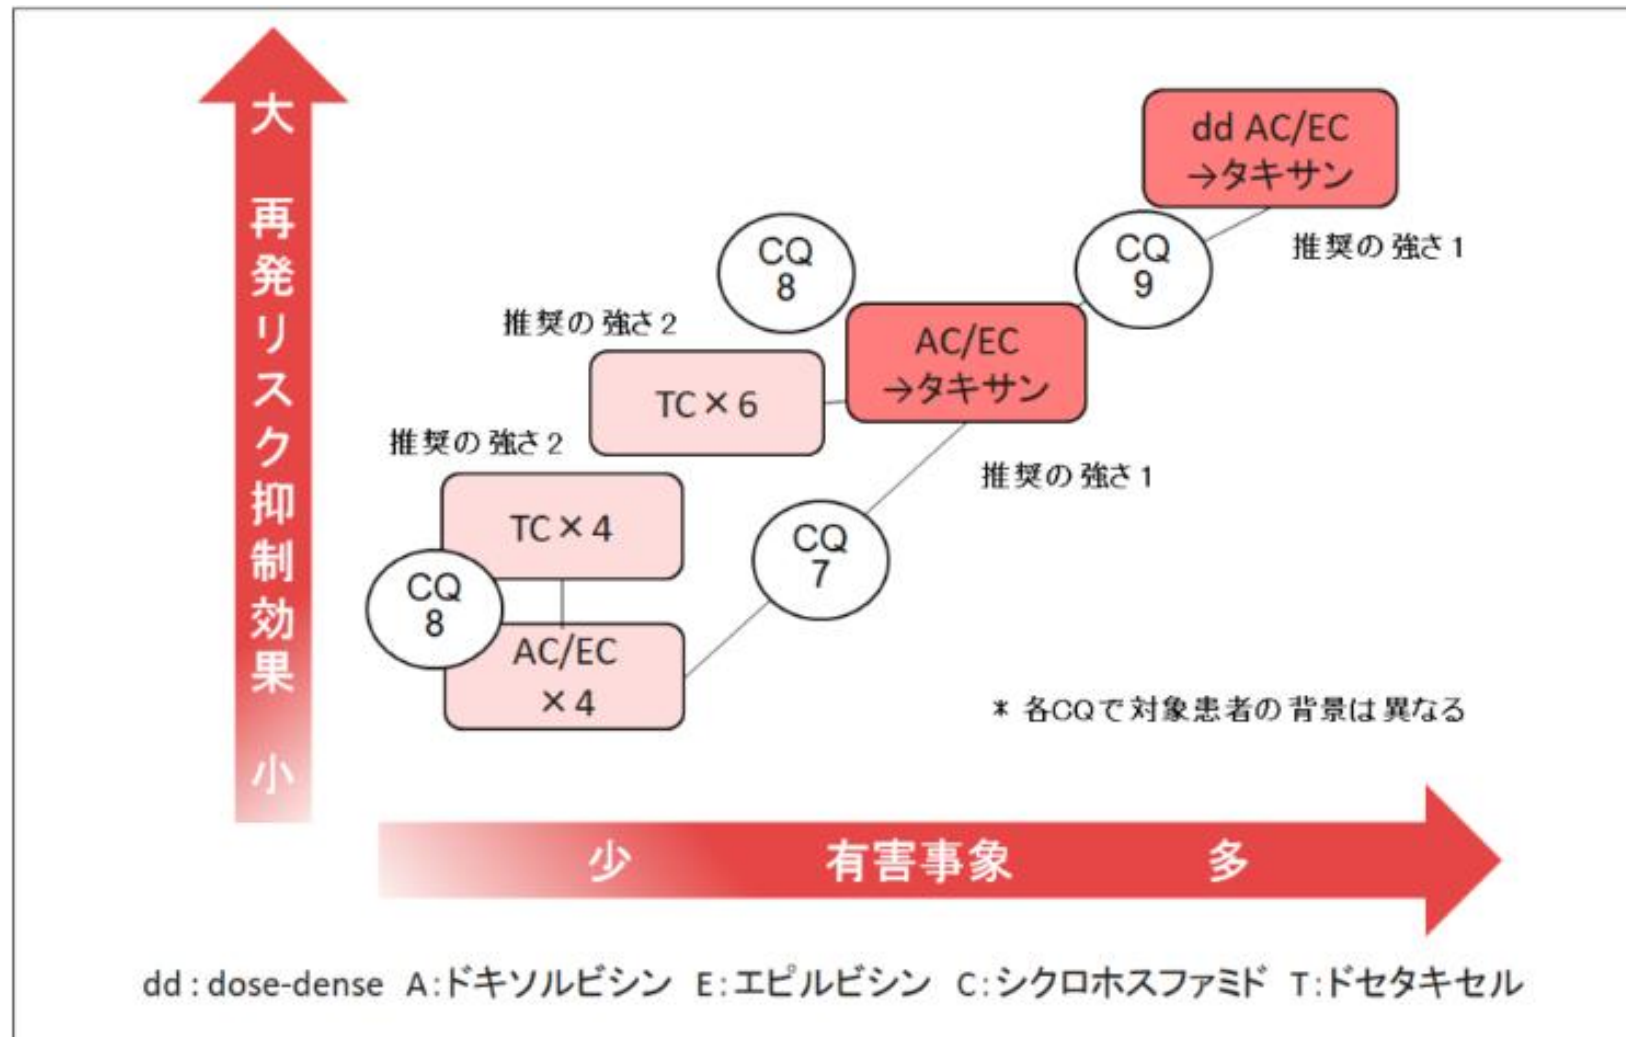 大 再発リスク抑制効果 小
dd AC/EC
→タキサン
CQ
9
推奨の強さ1
CQ
8
AC/EC
→タキサン
推奨の強さ1
推奨の強さ2
TC×6
推奨の強さ2
TC×4
CQ
7
CQ
8
AC/EC
×4
* 各CQで対象患者の背景は異なる
少 有害事象 多
dd:dose-dense A:ドキソルビシン E:エピルビシン C:シクロホスファミド T:ドセタキセル